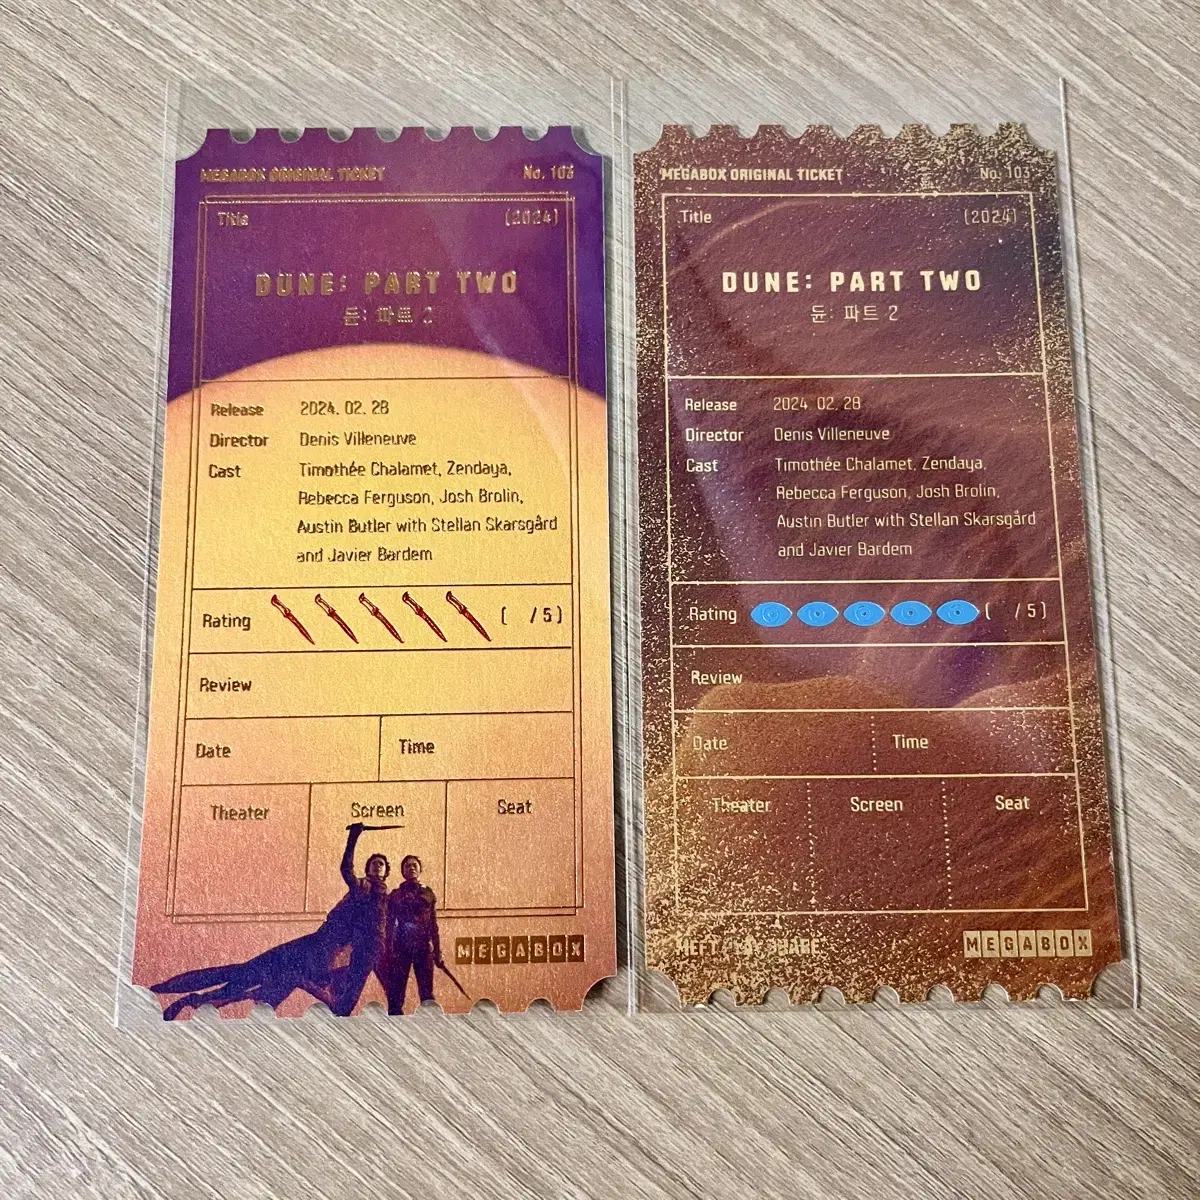 MEGABOX ORIGINAL TICKET No. 103
Title (2024)
DUNE: PART TWO
듄: 파트 2
Release 2024. 02. 28
Director Denis Villeneuve
Cast Timothée Chalamet, Zendaya,
Rebecca Ferguson, Josh Brolin,
Austin Butler with Stellan Skarsgård
and Javier Bardem
Rating ( /5)
Review
Date Time
Theater Screen Seat
MEGABOX
MEGABOX ORIGINAL TICKET No. 103
Title (2024)
DUNE: PART TWO
듄: 파트 2
Release 2024. 02. 28
Director Denis Villeneuve
Cast Timothée Chalamet, Zendaya,
Rebecca Ferguson, Josh Brolin,
Austin Butler with Stellan Skarsgård
and Javier Bardem
Rating ( /5)
Review
Date Time
Theater Screen Seat
MEET PLAY SHARE MEGABOX